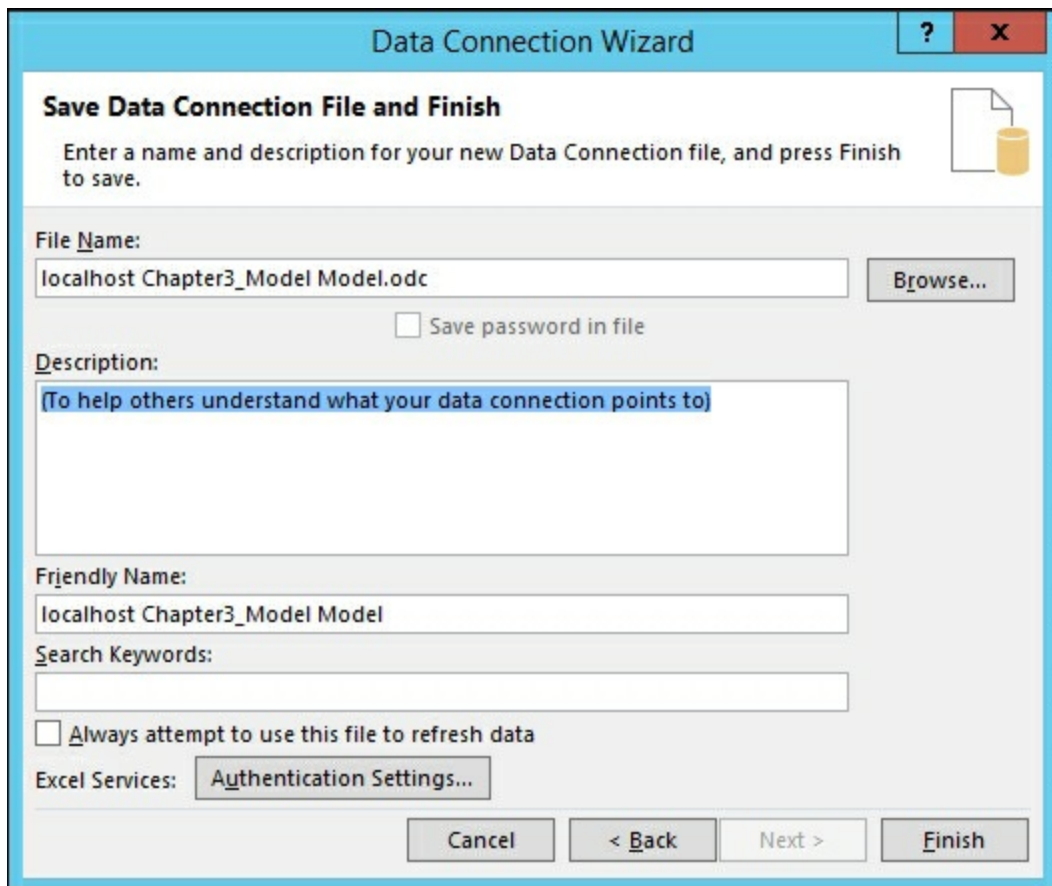 Data Connection Wizard
? x
Save Data Connection File and Finish
Enter a name and description for your new Data Connection file, and press Finish
to save.
File Name:
localhost Chapter3_Model Model.odc
Browse...
Save password in file
Description:
(To help others understand what your data connection points to)
Friendly Name:
localhost Chapter3_Model Model
Search Keywords:
Always attempt to use this file to refresh data
Excel Services: Authentication Settings...
Cancel < Back Next > Finish